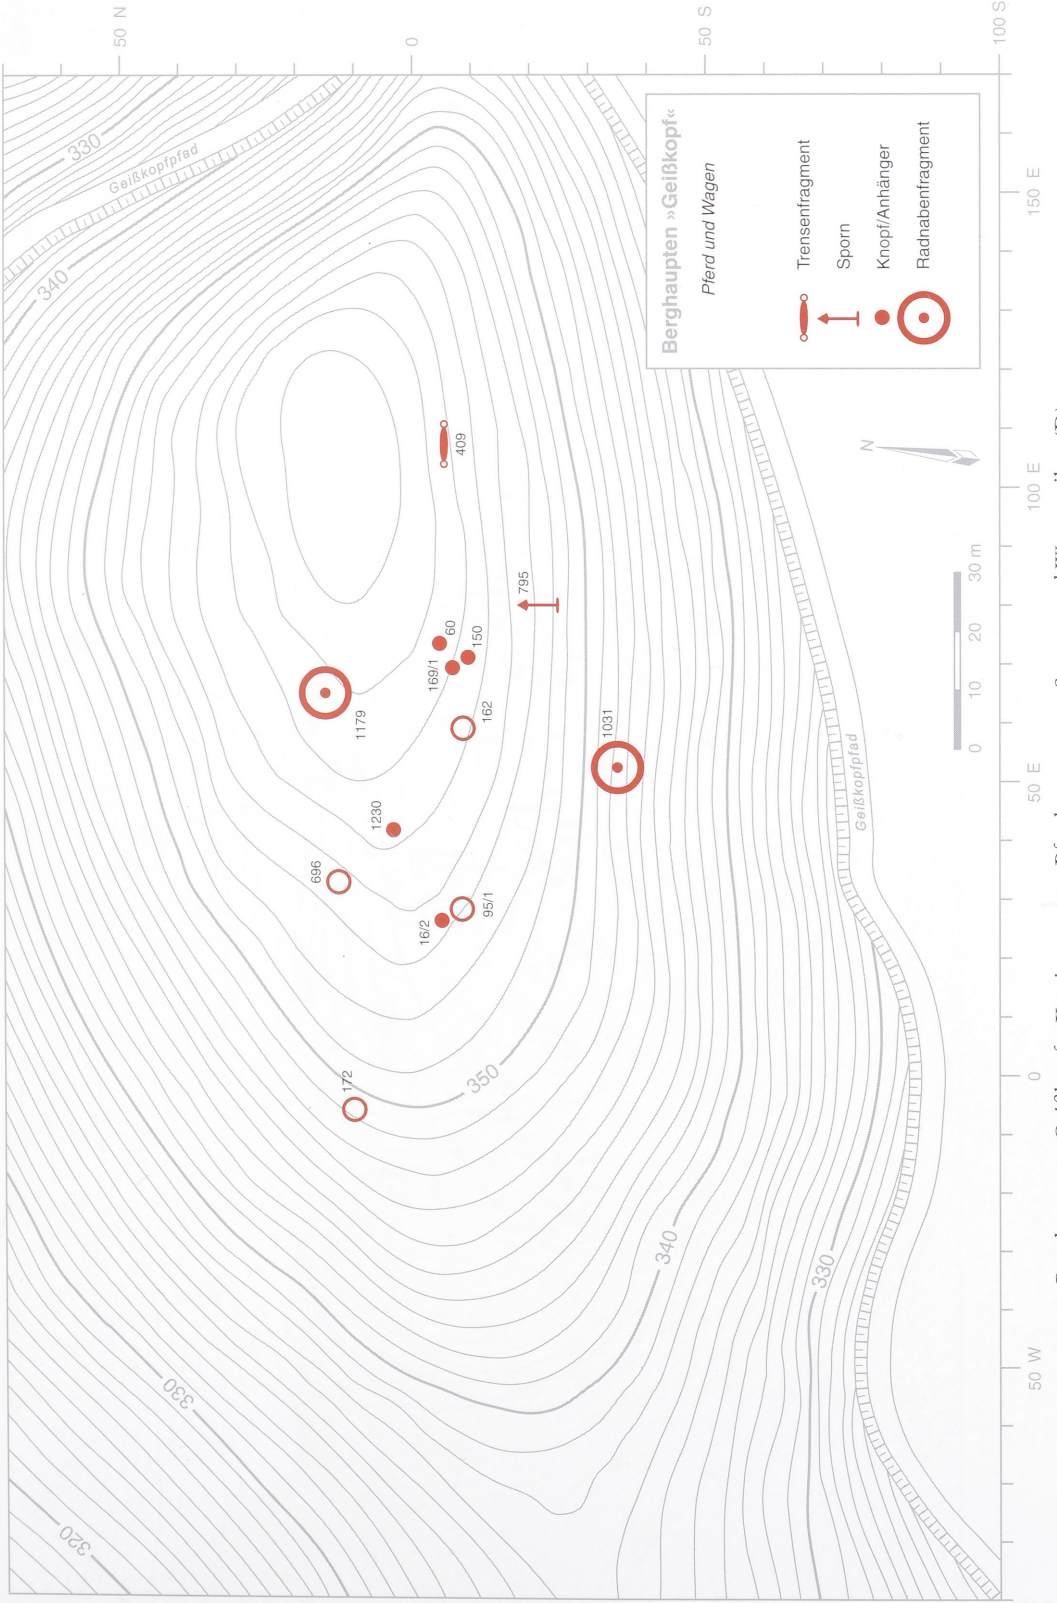 Berghaupten »Geißkopf«
Pferd und Wagen
Trensenfragment
Sporn
Knopf/Anhänger
Radnabenfragment
50 N
0
50 S
100 S
50 W
0
50 E
100 E
150 E
320
330
330
330
340
340
350
Geißkopfpfad
Geißkopfpfad
172
696
16/2
95/1
1230
1179
162
169/1
60
150
795
409
1031
N
0 10 20 30 m